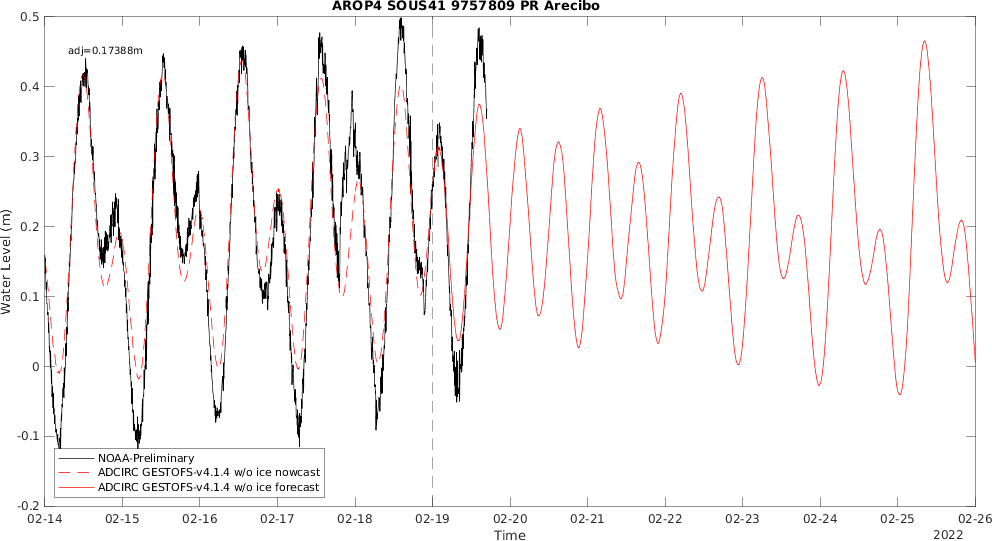 AROP4 SOUS41 9757809 PR Arecibo
adj=0.17388m
0.5
0.4
0.3
0.2
0.1
0
-0.1
-0.2
Water Level (m)
NOAA-Preliminary
ADCIRC GESTOFS-v4.1.4 w/o ice nowcast
ADCIRC GESTOFS-v4.1.4 w/o ice forecast
02-14 02-15 02-16 02-17 02-18 02-19 02-20 02-21 02-22 02-23 02-24 02-25 02-26
Time
2022